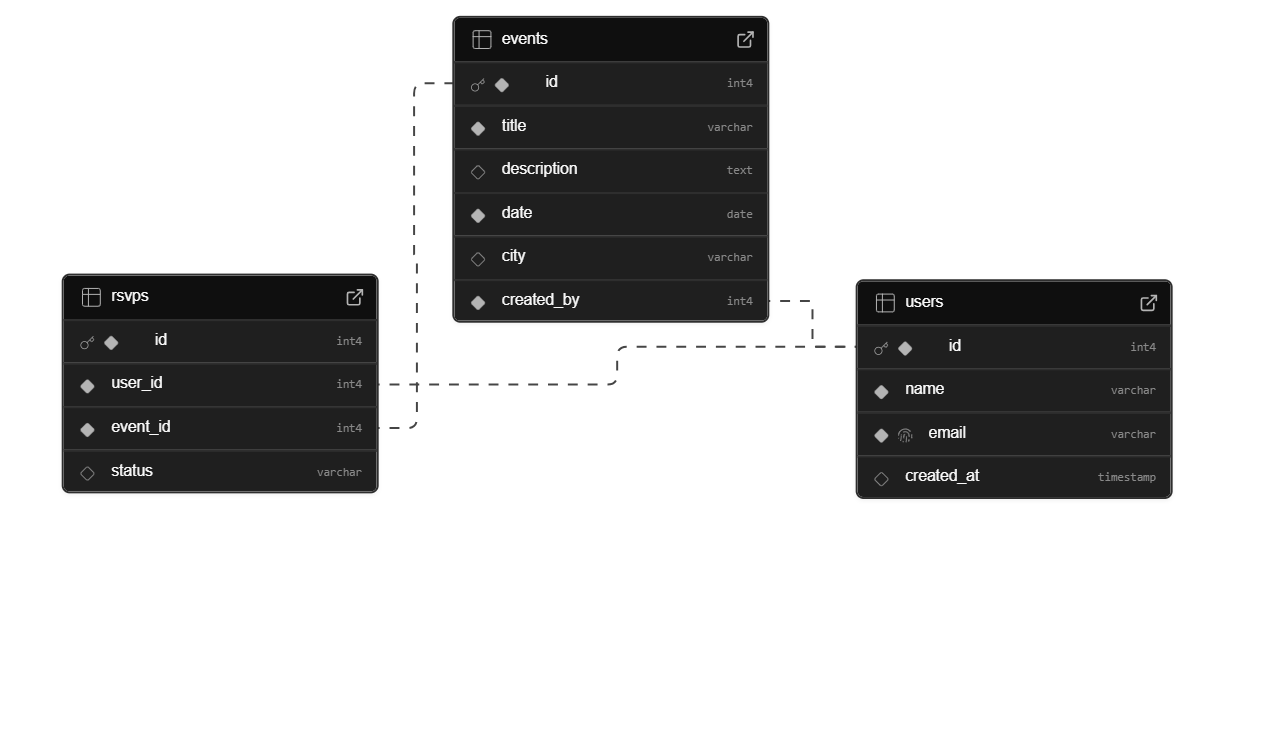 events
id int4
title varchar
description text
date date
city varchar
created_by int4
rsvps
id int4
user_id int4
event_id int4
status varchar
users
id int4
name varchar
email varchar
created_at timestamp